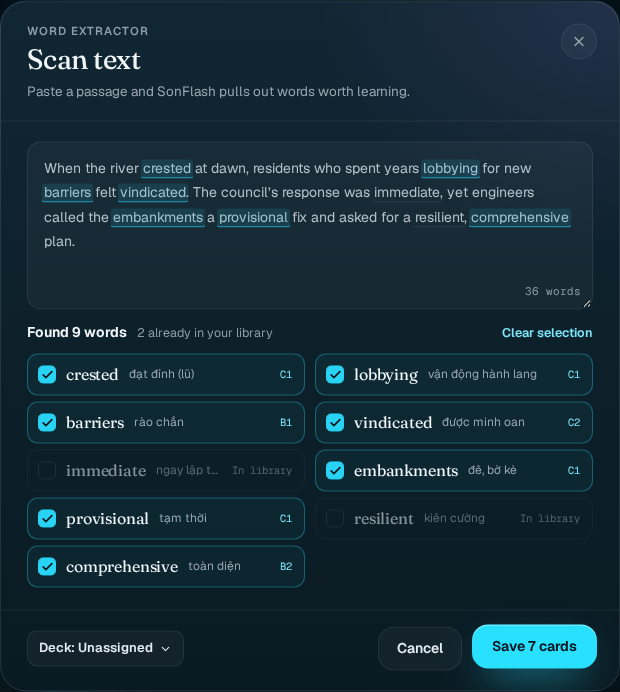 WORD EXTRACTOR
Scan text
Paste a passage and SonFlash pulls out words worth learning.
When the river crested at dawn, residents who spent years lobbying for new
barriers felt vindicated. The council's response was immediate, yet engineers
called the embankments a provisional fix and asked for a resilient, comprehensive
plan.
36 words
Found 9 words 2 already in your library Clear selection
crested đạt đỉnh (lũ) C1
lobbying vận động hành lang C1
barriers rào chắn B1
vindicated được minh oan C2
immediate ngay lập t... In library
embankments đê, bờ kè C1
provisional tạm thời C1
resilient kiên cường In library
comprehensive toàn diện B2
Deck: Unassigned Cancel Save 7 cards